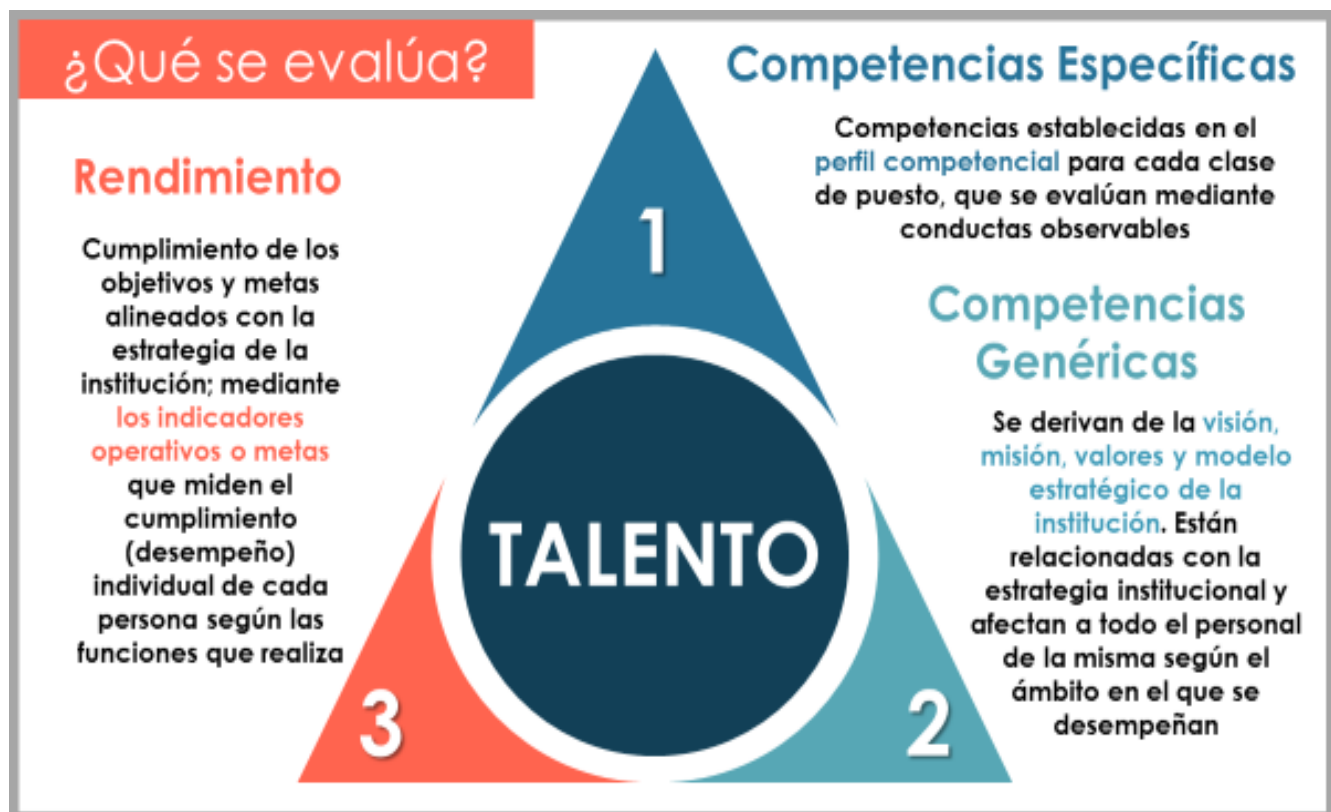 ¿Qué se evalúa?
Competencias Específicas
Competencias establecidas en el
perfil competencial para cada clase
de puesto, que se evalúan mediante
conductas observables
Competencias
Genéricas
Se derivan de la visión,
misión, valores y modelo
estratégico de la
institución. Están
relacionadas con la
estrategia institucional y
afectan a todo el personal
de la misma según el
ámbito en el que se
desempeñan
Rendimiento
Cumplimiento de los
objetivos y metas
alineados con la
estrategia de la
institución; mediante
los indicadores
operativos o metas
que miden el
cumplimiento
(desempeño)
individual de cada
persona según las
funciones que realiza
1
TALENTO
3
2